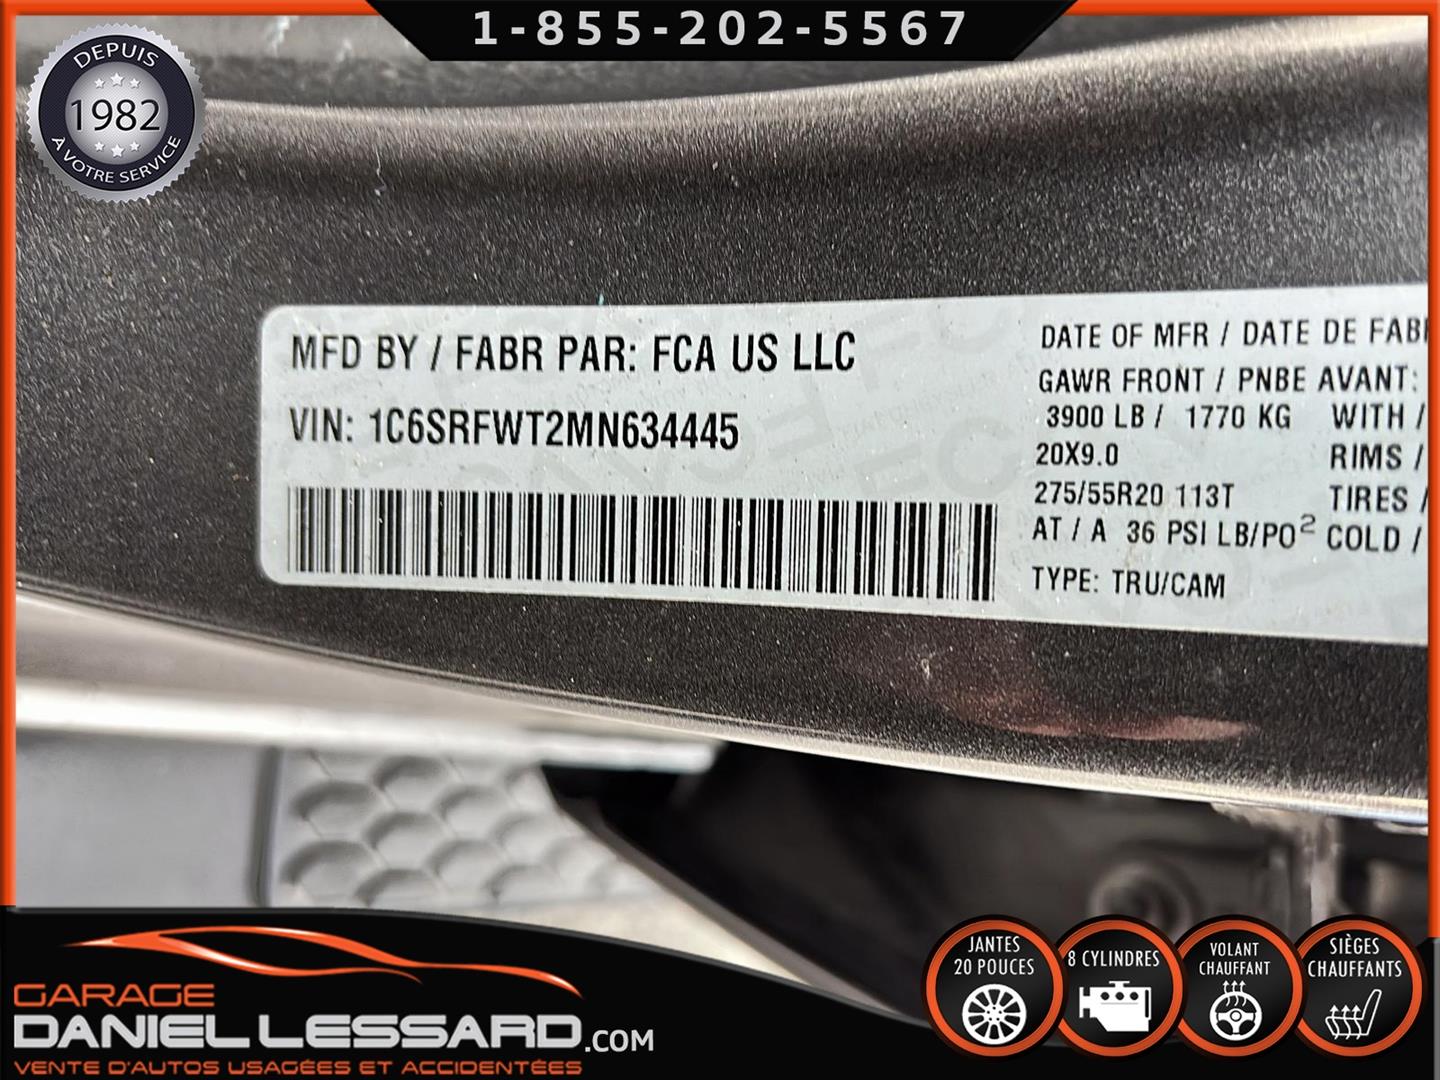 1-855-202-5567
DEPUIS
1982
À VOTRE SERVICE
MFD BY / FABR PAR: FCA US LLC
VIN: 1C6SRFWT2MN634445
DATE OF MFR / DATE DE FAB
GAWR FRONT / PNBE AVANT:
3900 LB / 1770 KG WITH /
20X9.0 RIMS /
275/55R20 113T TIRES /
AT / A 36 PSI LB/PO² COLD /
TYPE: TRU/CAM
JANTES
20 POUCES
8 CYLINDRES
VOLANT
CHAUFFANT
SIÈGES
CHAUFFANTS
GARAGE
DANIEL LESSARD.COM
VENTE D'AUTOS USAGÉES ET ACCIDENTÉES